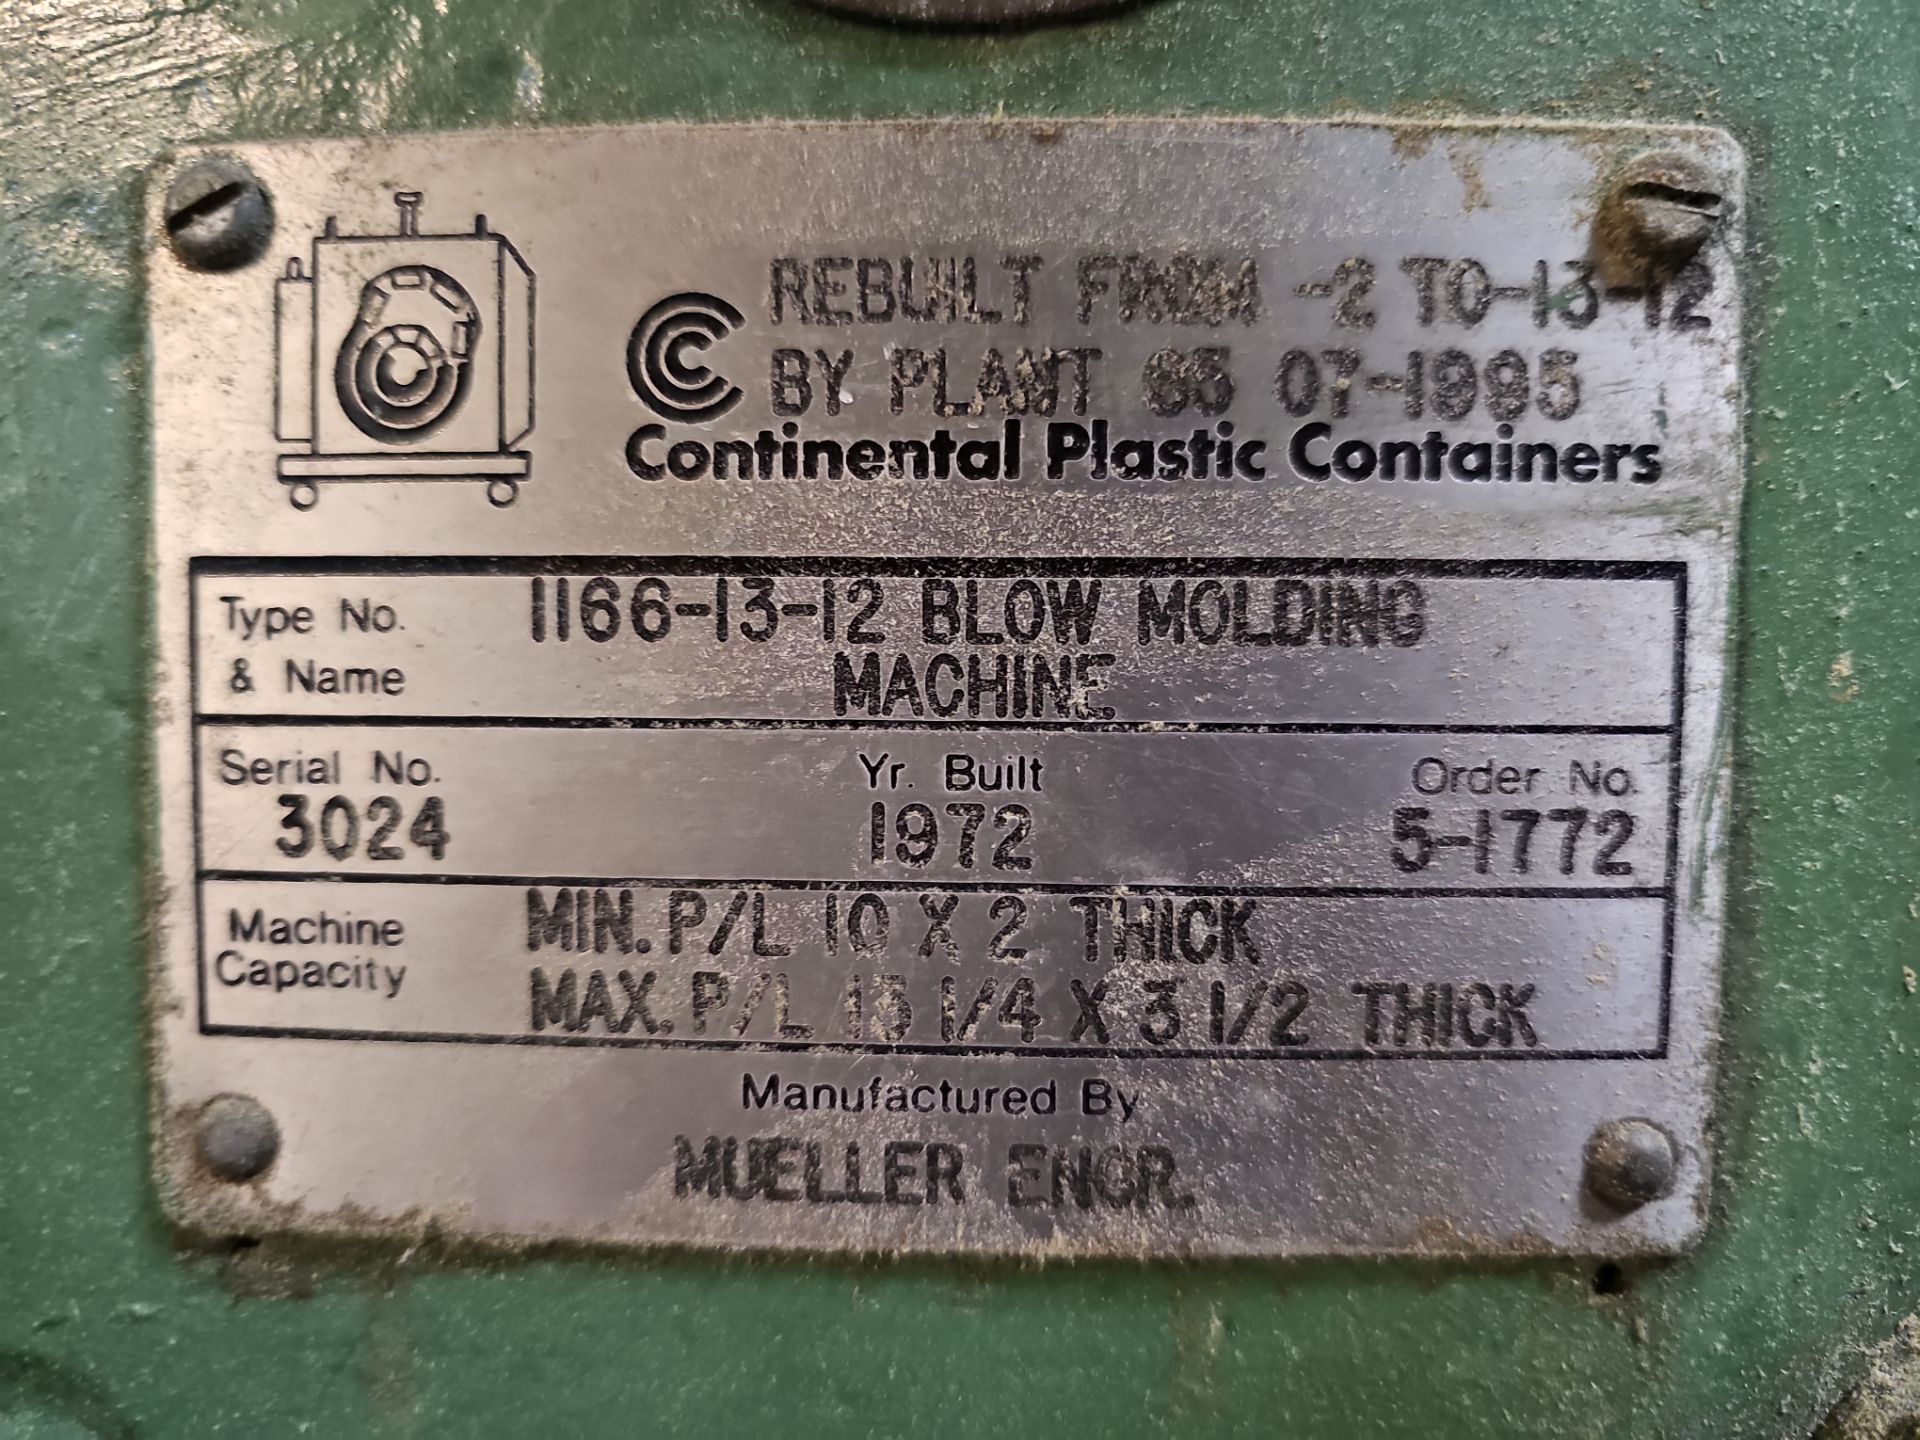 REBUILT FROM -2 TO-13-12
BY PLANT 65 07-1995
Continental Plastic Containers
Type No. & Name
1166-13-12 BLOW MOLDING
MACHINE
Serial No.
3024
Yr. Built
1972
Order No.
5-1772
Machine
Capacity
MIN. P/L 10 X 2 THICK
MAX. P/L 13 1/4 X 3 1/2 THICK
Manufactured By
MUELLER ENGR.